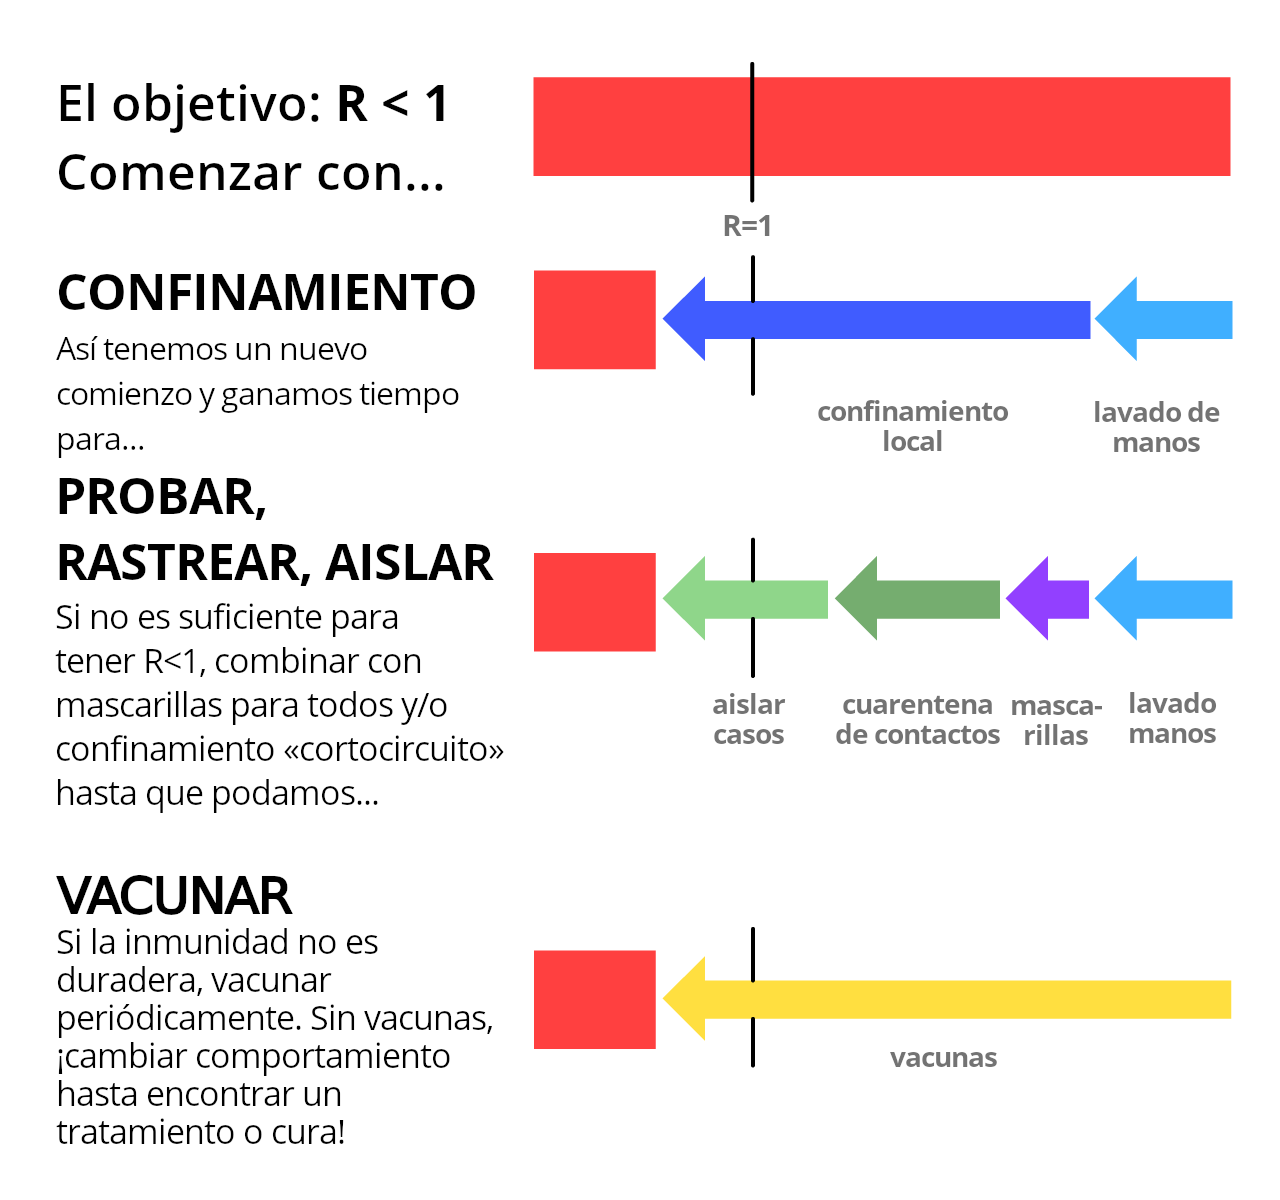 El objetivo: R < 1
Comenzar con...
R=1
CONFINAMIENTO
Así tenemos un nuevo
comienzo y ganamos tiempo
para...
confinamiento
local
lavado de
manos
PROBAR,
RASTREAR, AISLAR
Si no es suficiente para
tener R<1, combinar con
mascarillas para todos y/o
confinamiento «cortocircuito»
hasta que podamos...
aislar
casos
cuarentena
de contactos
masca-
rillas
lavado
manos
VACUNAR
Si la inmunidad no es
duradera, vacunar
periódicamente. Sin vacunas,
¡cambiar comportamiento
hasta encontrar un
tratamiento o cura!
vacunas